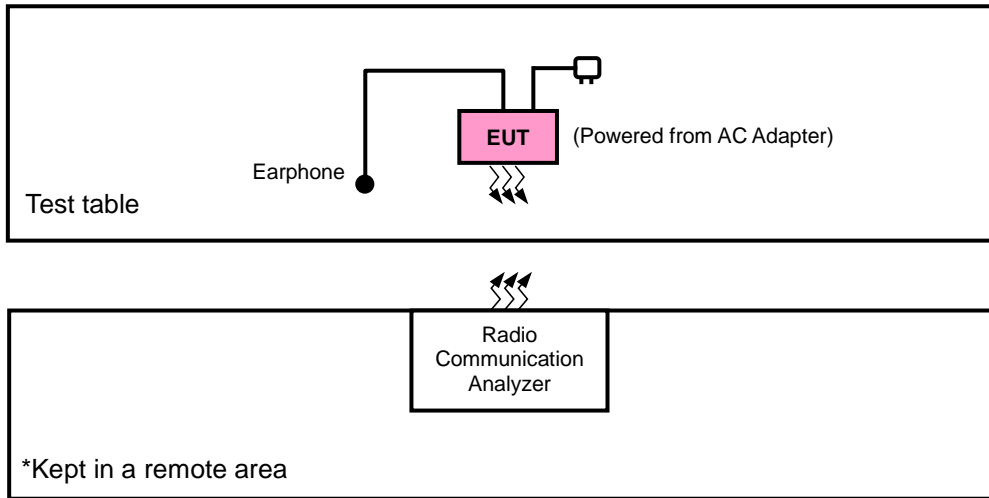 EUT
(Powered from AC Adapter)
Earphone
Test table
Radio
Communication
Analyzer
*Kept in a remote area